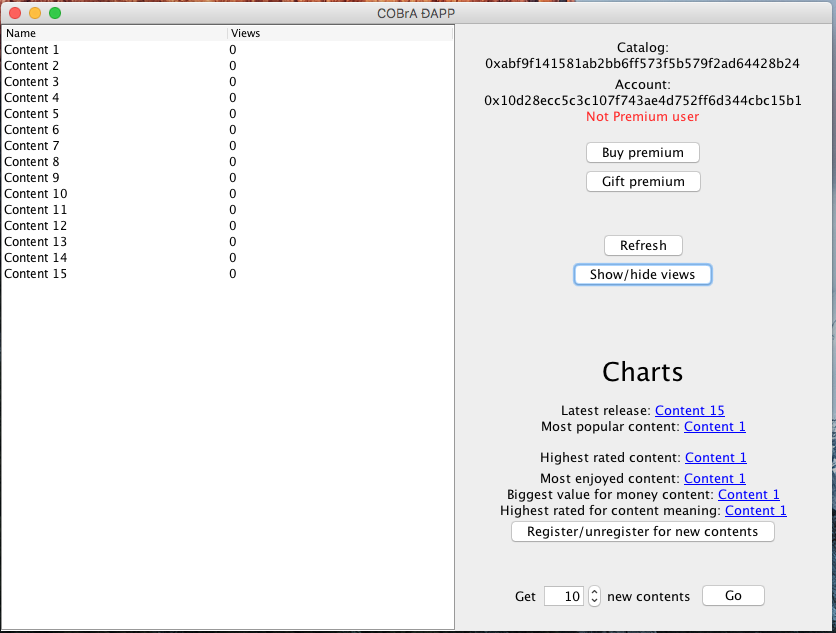 COBrA ÐAPP
Name Views
Content 1 0
Content 2 0
Content 3 0
Content 4 0
Content 5 0
Content 6 0
Content 7 0
Content 8 0
Content 9 0
Content 10 0
Content 11 0
Content 12 0
Content 13 0
Content 14 0
Content 15 0
Catalog:
0xabf9f141581ab2bb6ff573f5b579f2ad64428b24
Account:
0x10d28ecc5c3c107f743ae4d752ff6d344cbc15b1
Not Premium user
Buy premium
Gift premium
Refresh
Show/hide views
Charts
Latest release: Content 15
Most popular content: Content 1
Highest rated content: Content 1
Most enjoyed content: Content 1
Biggest value for money content: Content 1
Highest rated for content meaning: Content 1
Register/unregister for new contents
Get 10 new contents Go